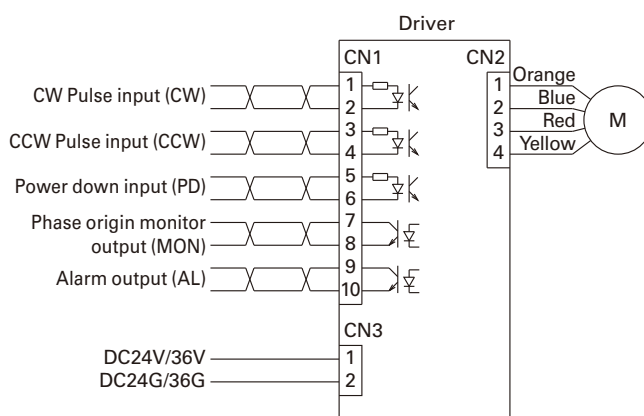 Driver
CN1
CN2
CW Pulse input (CW)
1
2
CCW Pulse input (CCW)
3
4
Power down input (PD)
5
6
Phase origin monitor
output (MON)
7
8
Alarm output (AL)
9
10
1
2
3
4
Orange
Blue
Red
Yellow
M
CN3
DC24V/36V
1
DC24G/36G
2